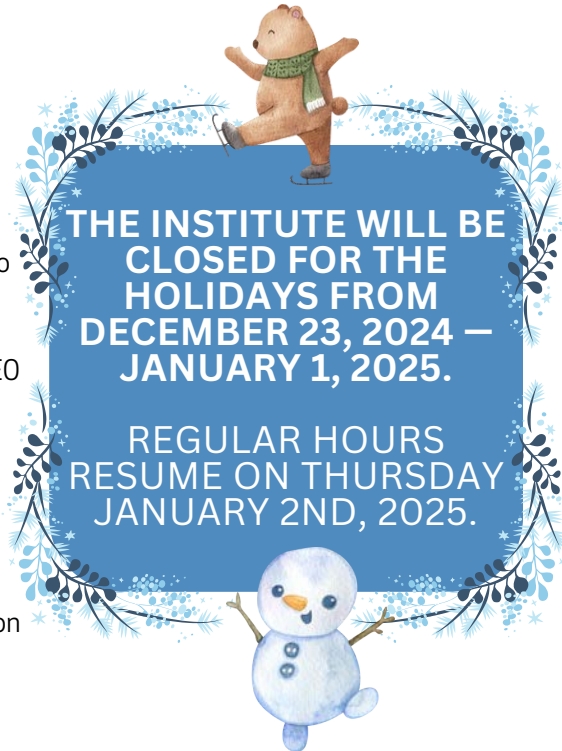 THE INSTITUTE WILL BE
CLOSED FOR THE
HOLIDAYS FROM
DECEMBER 23, 2024 —
JANUARY 1, 2025.
REGULAR HOURS
RESUME ON THURSDAY
JANUARY 2ND, 2025.